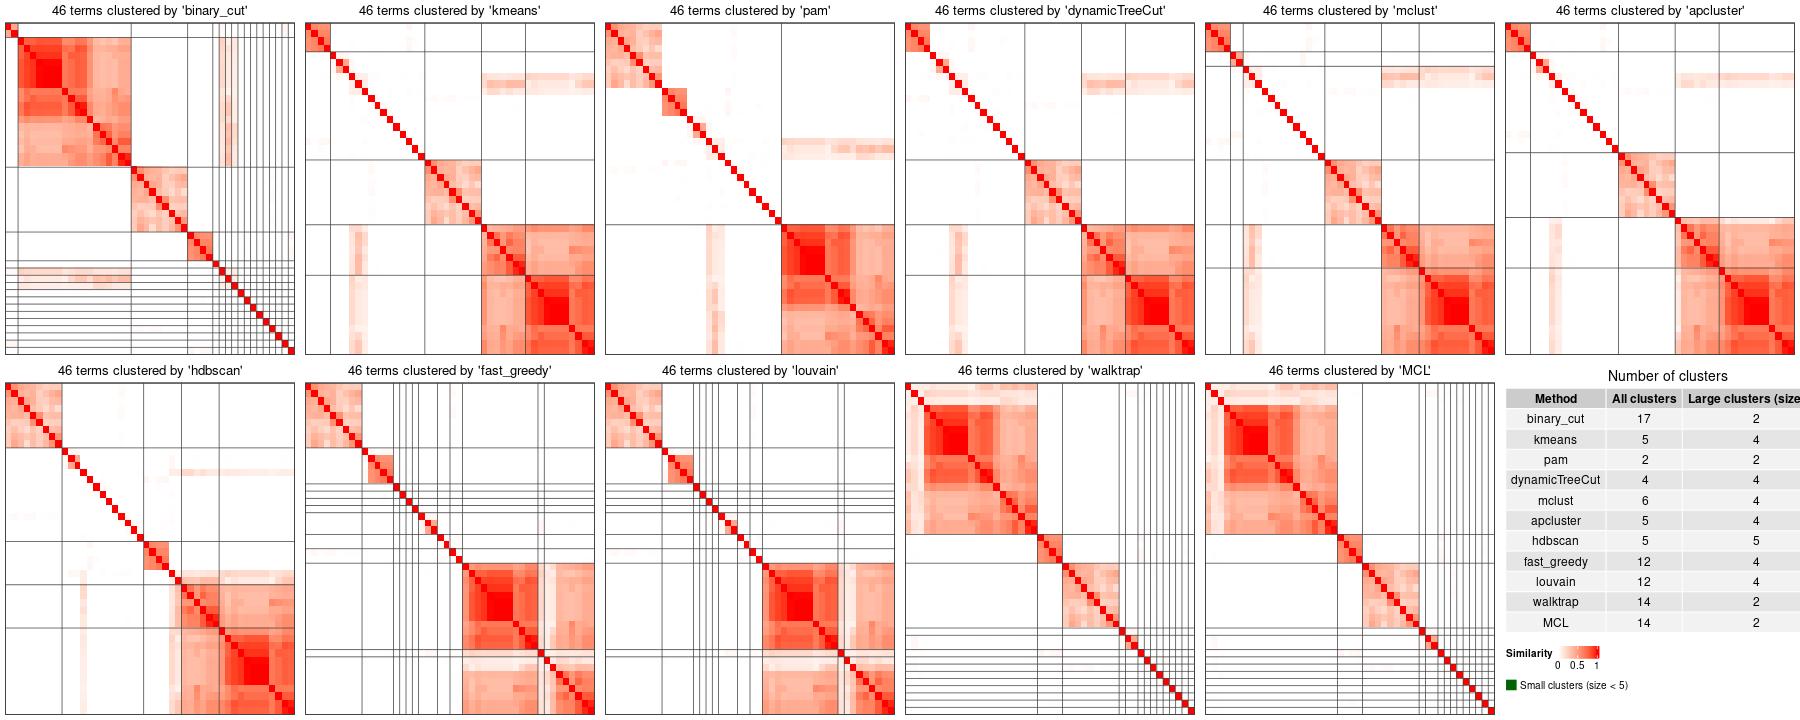 46 terms clustered by 'binary_cut'
46 terms clustered by 'kmeans'
46 terms clustered by 'pam'
46 terms clustered by 'dynamicTreeCut'
46 terms clustered by 'mclust'
46 terms clustered by 'apcluster'
46 terms clustered by 'hdbscan'
46 terms clustered by 'fast_greedy'
46 terms clustered by 'louvain'
46 terms clustered by 'walktrap'
46 terms clustered by 'MCL'
Number of clusters
Method All clusters Large clusters (size
binary_cut 17 2
kmeans 5 4
pam 2 2
dynamicTreeCut 4 4
mclust 6 4
apcluster 5 4
hdbscan 5 5
fast_greedy 12 4
louvain 12 4
walktrap 14 2
MCL 14 2
Similarity
0 0.5 1
Small clusters (size < 5)